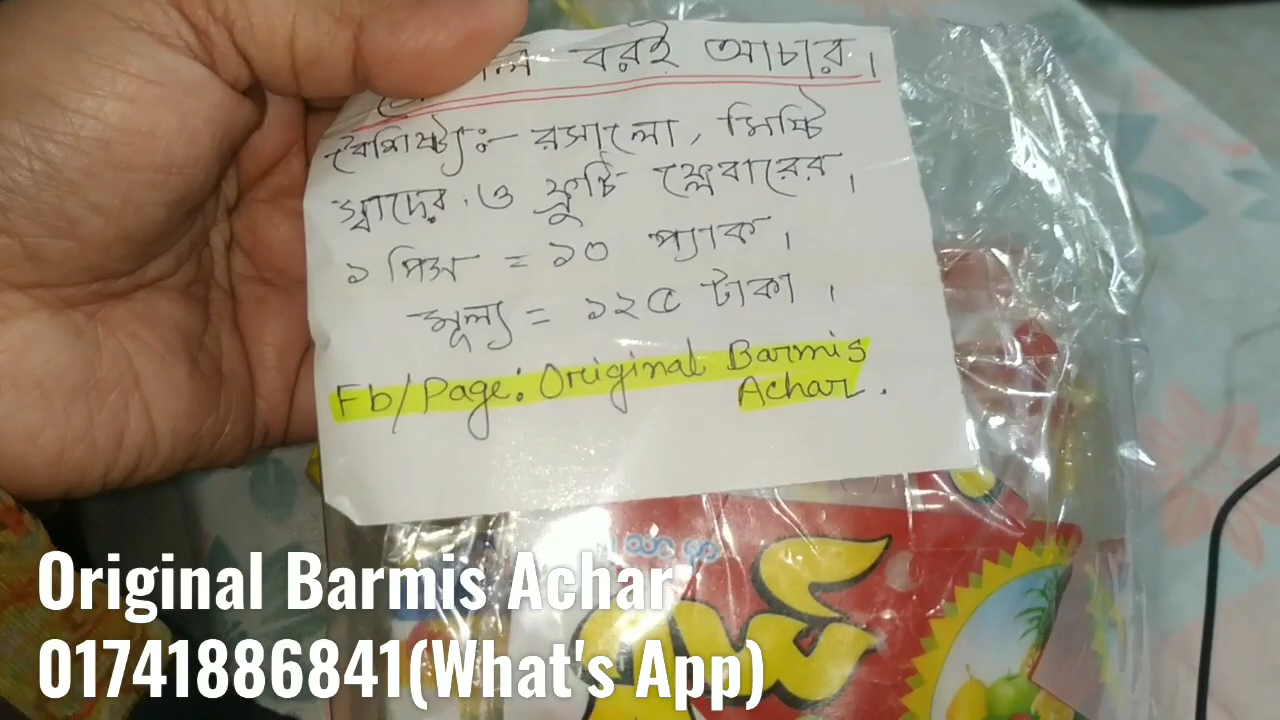 বরই আচার।
বৈশিষ্ট্যঃ- রসালো, মিষ্টি
স্বাদের ও ফ্রুটি ফ্লেবারের।
১ পিস = ১০ প্যাক।
মূল্য = ১২৫ টাকা।
Fb/Page: Original Barmis
Achar.
Original Barmis Achar
01741886841(What's App)